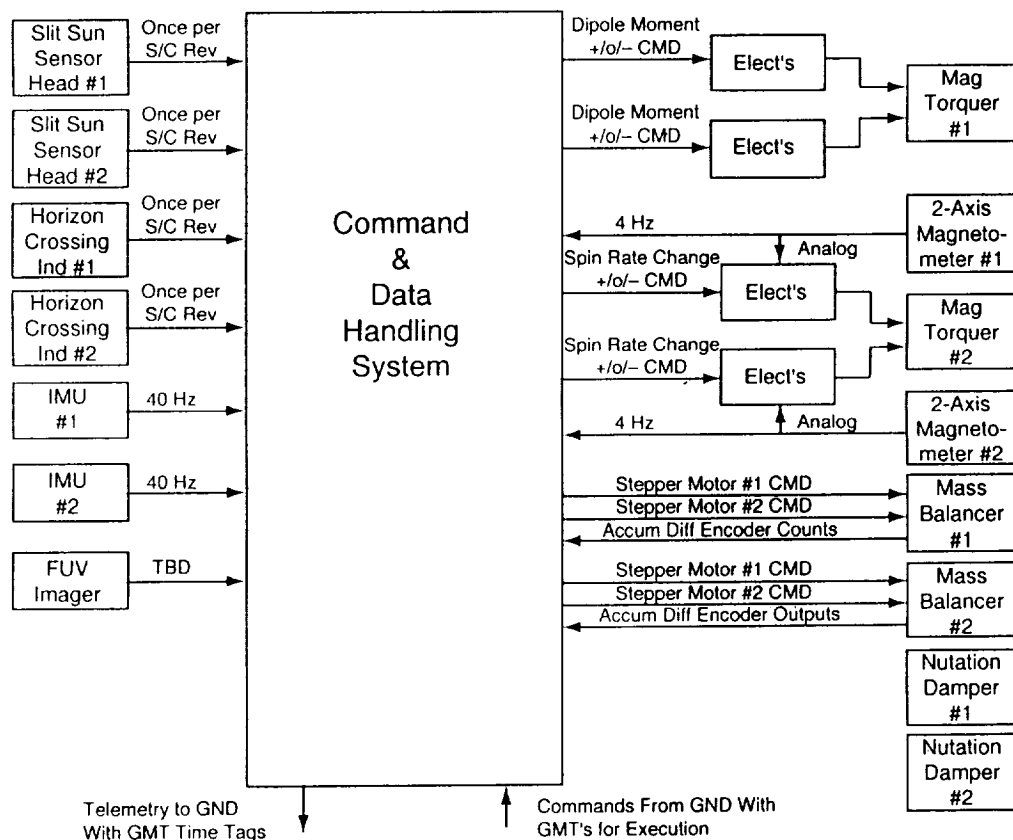 Slit Sun
Sensor
Head #1
Once per
S/C Rev
Slit Sun
Sensor
Head #2
Once per
S/C Rev
Horizon
Crossing
Ind #1
Once per
S/C Rev
Horizon
Crossing
Ind #2
Once per
S/C Rev
IMU
#1
40 Hz
IMU
#2
40 Hz
FUV
Imager
TBD
Command
&
Data
Handling
System
Dipole Moment
+/o/– CMD
Elect's
Dipole Moment
+/o/– CMD
Elect's
Mag
Torquer
#1
4 Hz
Analog
2-Axis
Magneto-
meter #1
Spin Rate Change
+/o/– CMD
Elect's
Spin Rate Change
+/o/– CMD
Elect's
Mag
Torquer
#2
4 Hz
Analog
2-Axis
Magneto-
meter #2
Stepper Motor #1 CMD
Stepper Motor #2 CMD
Accum Diff Encoder Counts
Mass
Balancer
#1
Stepper Motor #1 CMD
Stepper Motor #2 CMD
Accum Diff Encoder Outputs
Mass
Balancer
#2
Nutation
Damper
#1
Nutation
Damper
#2
Telemetry to GND
With GMT Time Tags
Commands From GND With
GMT's for Execution